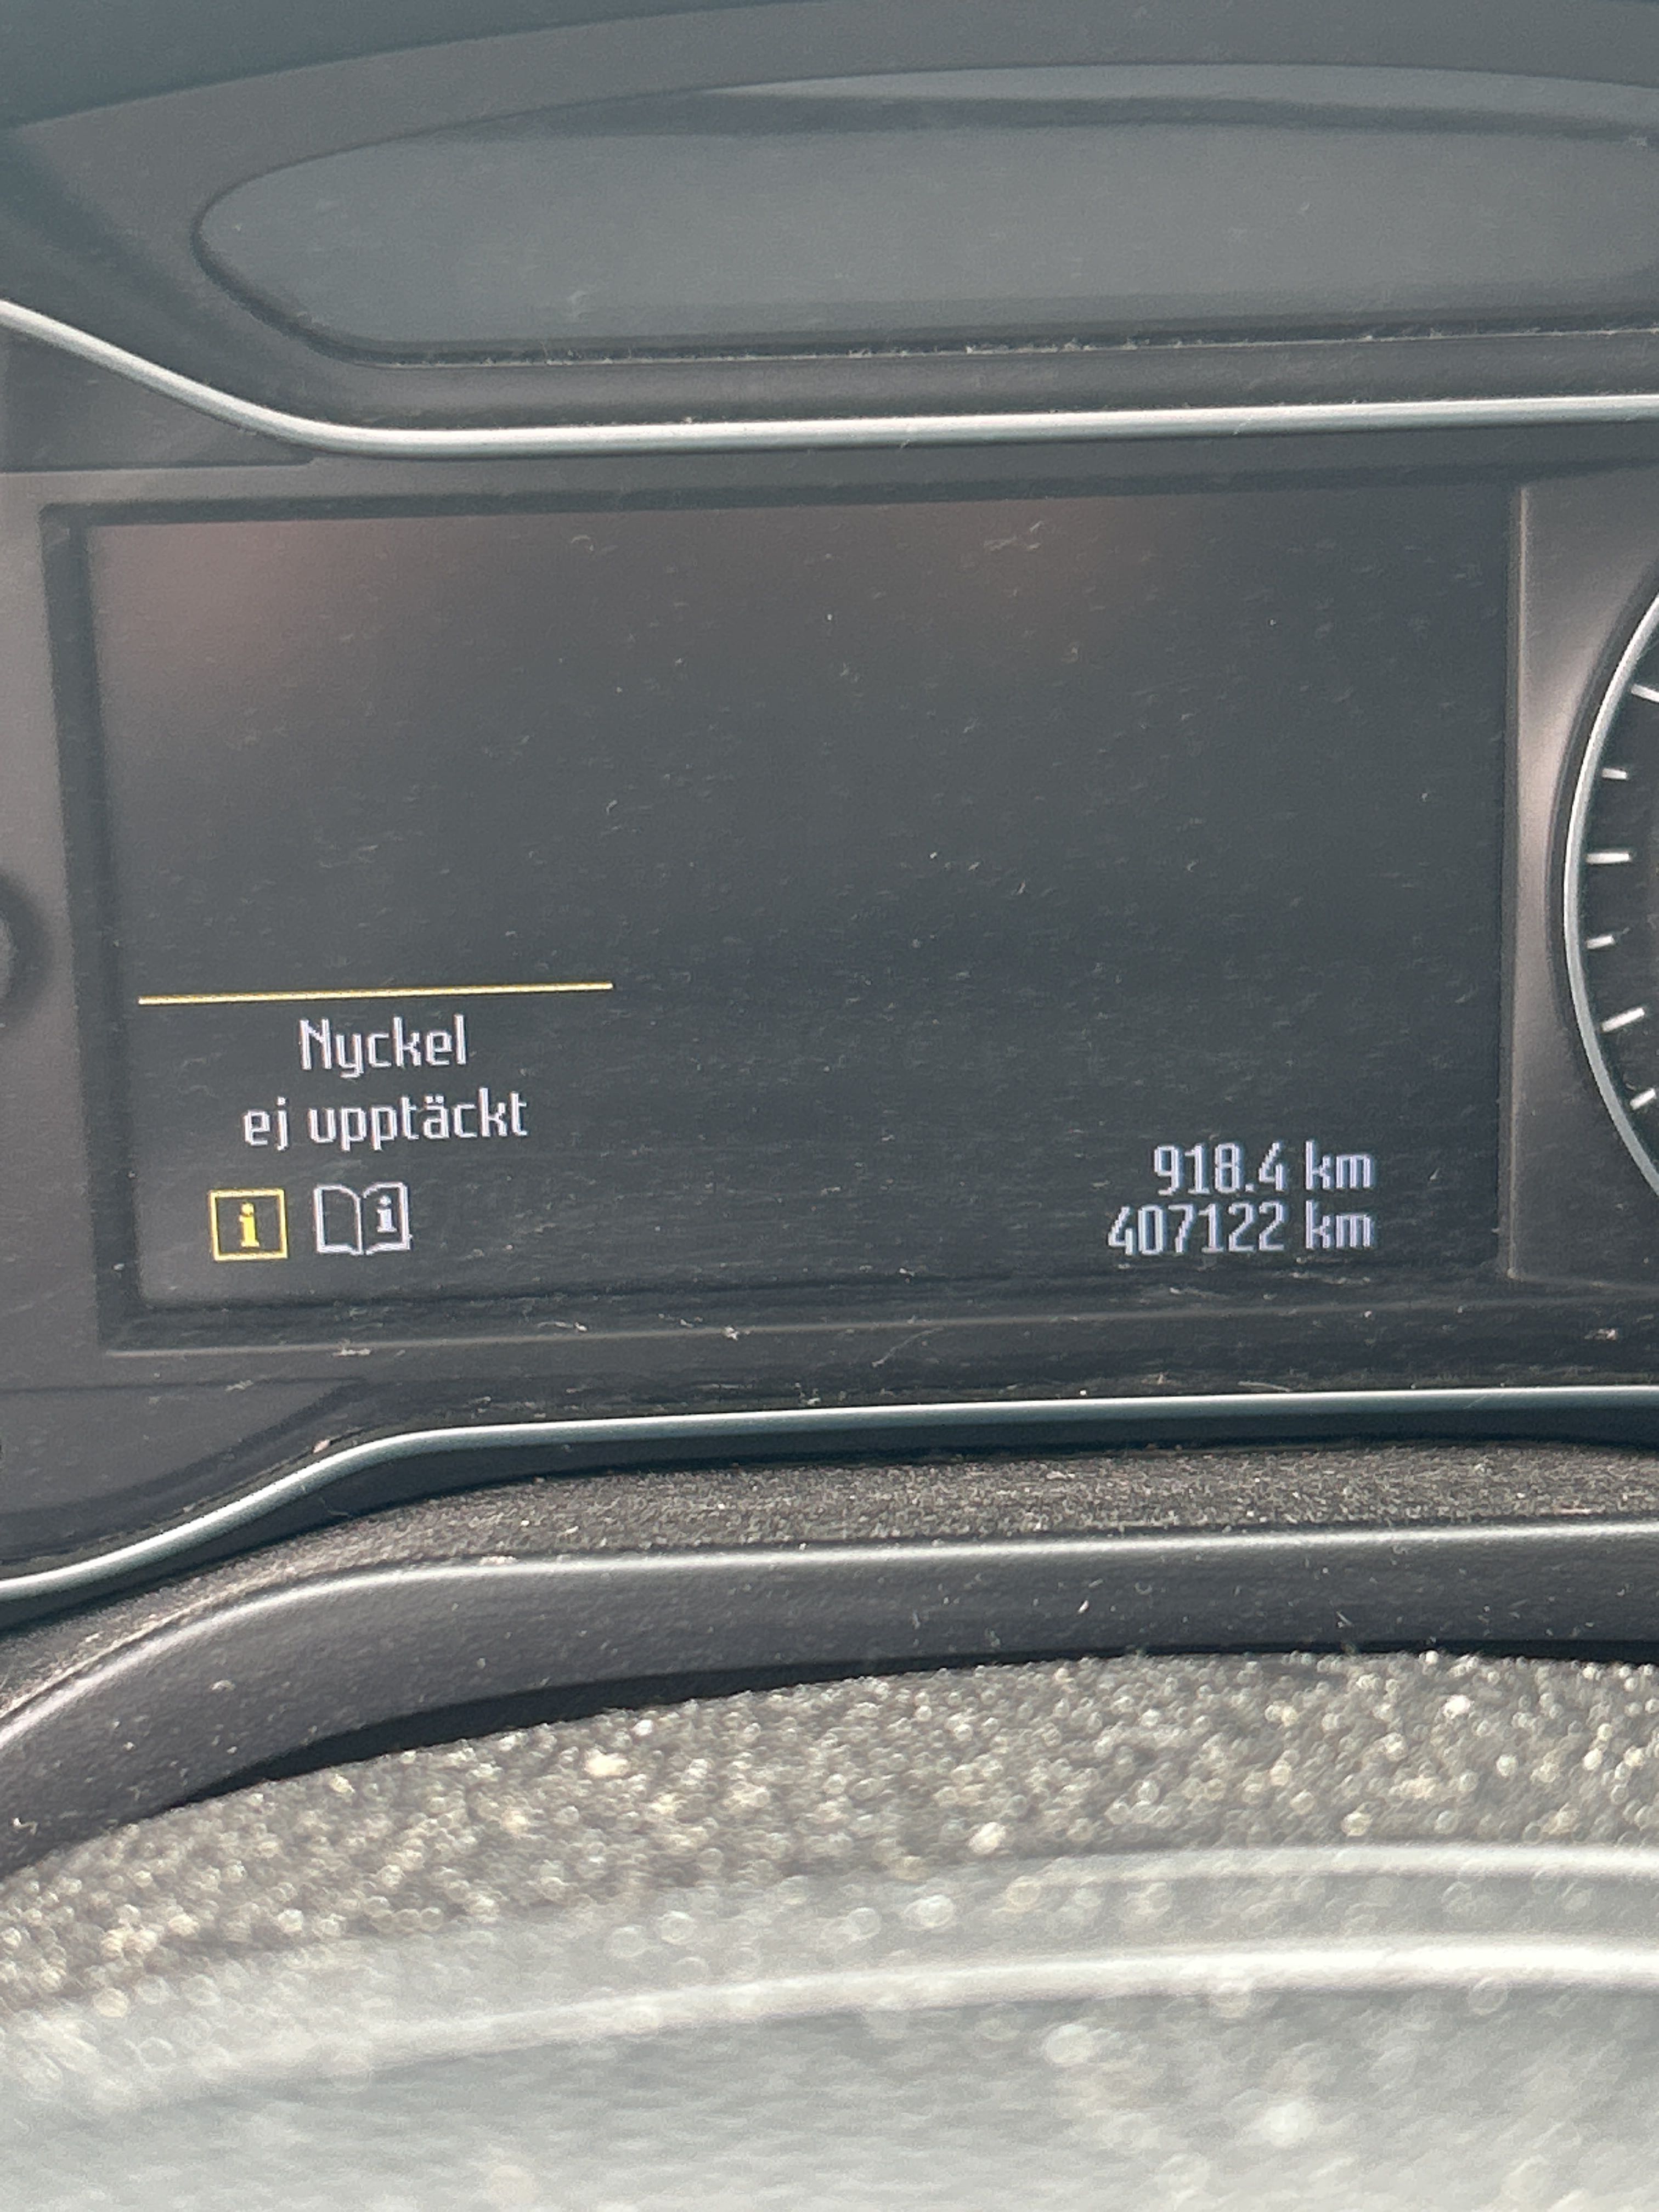 Nyckel
ej upptäckt
i i
918.4 km
407122 km